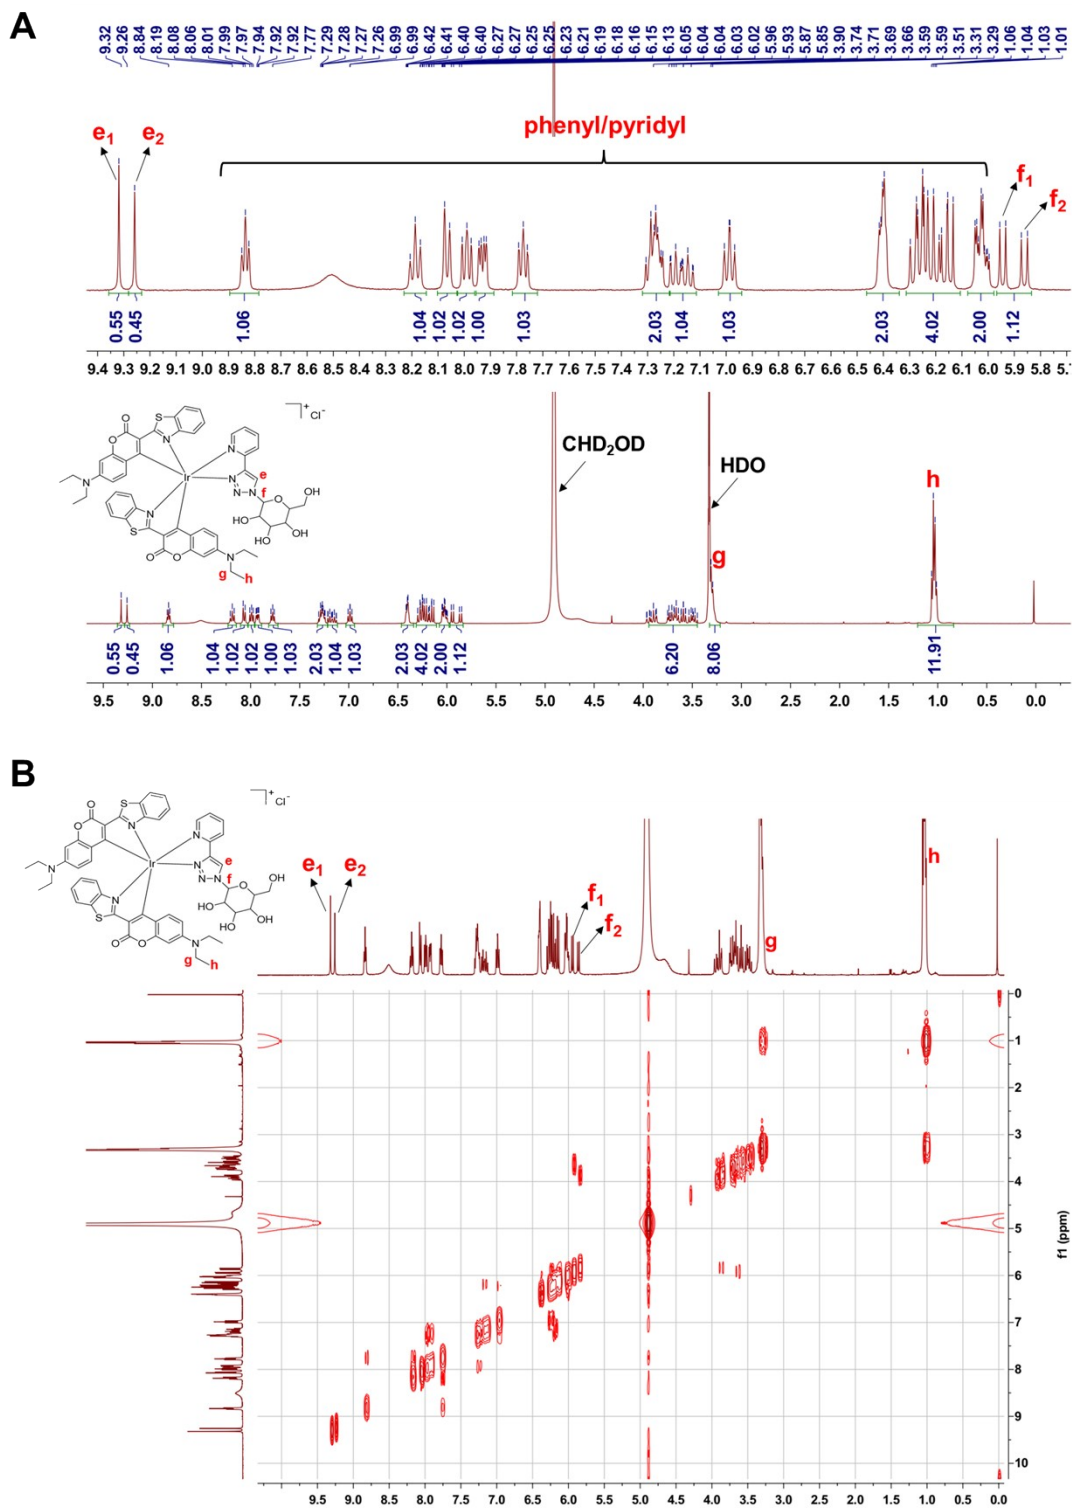 A
9.32 9.26 8.84 8.19 8.08 8.06 8.01 7.99 7.97 7.94 7.92 7.92 7.77 7.29 7.28 7.27 7.26 6.99 6.99 6.42 6.41 6.40 6.40 6.27 6.27 6.25 6.25 6.23 6.21 6.19 6.18 6.16 6.15 6.13 6.05 6.04 6.04 6.03 6.02 5.96 5.93 5.87 5.85 3.90 3.74 3.71 3.69 3.66 3.59 3.59 3.51 3.31 3.29 1.06 1.04 1.03 1.01
phenyl/pyridyl
e1 e2
f1
f2
0.55 0.45 1.06 1.04 1.02 1.02 1.00 1.03 2.03 1.04 1.03 2.03 4.02 2.00 1.12
9.4 9.3 9.2 9.1 9.0 8.9 8.8 8.7 8.6 8.5 8.4 8.3 8.2 8.1 8.0 7.9 7.8 7.7 7.6 7.5 7.4 7.3 7.2 7.1 7.0 6.9 6.8 6.7 6.6 6.5 6.4 6.3 6.2 6.1 6.0 5.9 5.8 5.
+ Cl-
O S
O N N
N Ir N e
N N f O OH
N HO OH
S HO
O O N
g h
CHD2OD
HDO
g
h
0.55 0.45 1.06 1.04 1.02 1.02 1.00 1.03 2.03 1.04 1.03 2.03 4.02 2.00 1.12 6.20 8.06 11.91
9.5 9.0 8.5 8.0 7.5 7.0 6.5 6.0 5.5 5.0 4.5 4.0 3.5 3.0 2.5 2.0 1.5 1.0 0.5 0.0
B
+ Cl-
O S
O N N
N Ir N e
N N f O OH
N HO OH
S HO
O O N
g h
e1 e2
f1
f2
g
h
0
1
2
3
4
5
6
7
8
9
10
f1 (ppm)
9.5 9.0 8.5 8.0 7.5 7.0 6.5 6.0 5.5 5.0 4.5 4.0 3.5 3.0 2.5 2.0 1.5 1.0 0.5 0.0